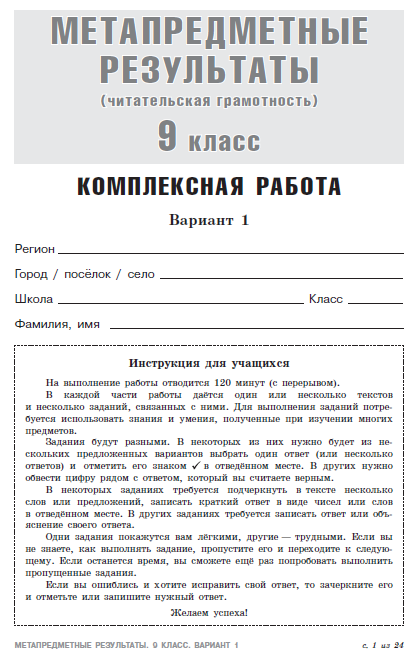 МЕТАПРЕДМЕТНЫЕ
РЕЗУЛЬТАТЫ
(читательская грамотность)
9 класс
КОМПЛЕКСНАЯ РАБОТА
Вариант 1
Регион
Город / посёлок / село
Школа Класс
Фамилия, имя
Инструкция для учащихся
На выполнение работы отводится 120 минут (с перерывом).
В каждой части работы даётся один или несколько текстов
и несколько заданий, связанных с ними. Для выполнения заданий потре-
буется использовать знания и умения, полученные при изучении многих
предметов.
Задания будут разными. В некоторых из них нужно будет из не-
скольких предложенных вариантов выбрать один ответ (или несколько
ответов) и отметить его знаком ✓ в отведённом месте. В других нужно
обвести цифру рядом с ответом, который вы считаете верным.
В некоторых заданиях требуется подчеркнуть в тексте несколько
слов или предложений, записать краткий ответ в виде чисел или слов
в отведённом месте. В других заданиях требуется записать ответ или объ-
яснение своего ответа.
Одни задания покажутся вам лёгкими, другие — трудными. Если вы
не знаете, как выполнять задание, пропустите его и переходите к следую-
щему. Если останется время, вы сможете ещё раз попробовать выполнить
пропущенные задания.
Если вы ошиблись и хотите исправить свой ответ, то зачеркните его
и отметьте или запишите нужный ответ.
Желаем успеха!
МЕТАПРЕДМЕТНЫЕ РЕЗУЛЬТАТЫ. 9 КЛАСС. ВАРИАНТ 1 с. 1 из 24